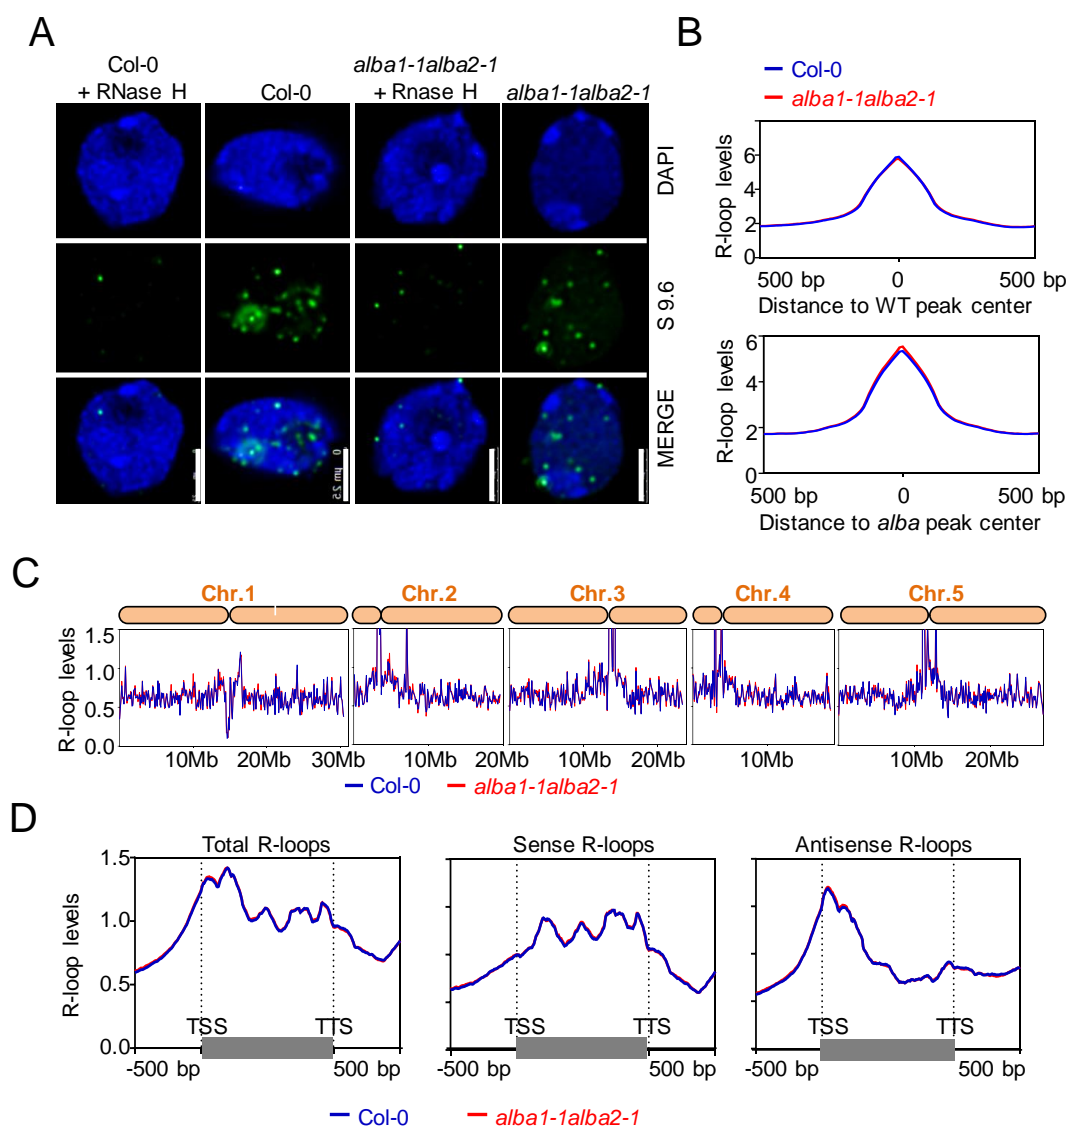 A
Col-0
+ RNase H
Col-0
alba1-1alba2-1
+ Rnase H
alba1-1alba2-1
DAPI
S 9.6
MERGE
0 µm 2.5
B
Col-0
alba1-1alba2-1
R-loop levels
6
4
2
0
500 bp 0 500 bp
Distance to WT peak center
R-loop levels
6
4
2
0
500 bp 0 500 bp
Distance to alba peak center
C
Chr.1 Chr.2 Chr.3 Chr.4 Chr.5
R-loop levels
1.5
1.0
0.5
0.0
10Mb 20Mb 30Mb 10Mb 20Mb 10Mb 20Mb 10Mb 10Mb 20Mb
Col-0 alba1-1alba2-1
D
Total R-loops Sense R-loops Antisense R-loops
R-loop levels
1.5
1.0
0.5
0.0
TSS TTS TSS TTS TSS TTS
-500 bp 500 bp -500 bp 500 bp -500 bp 500 bp
Col-0 alba1-1alba2-1